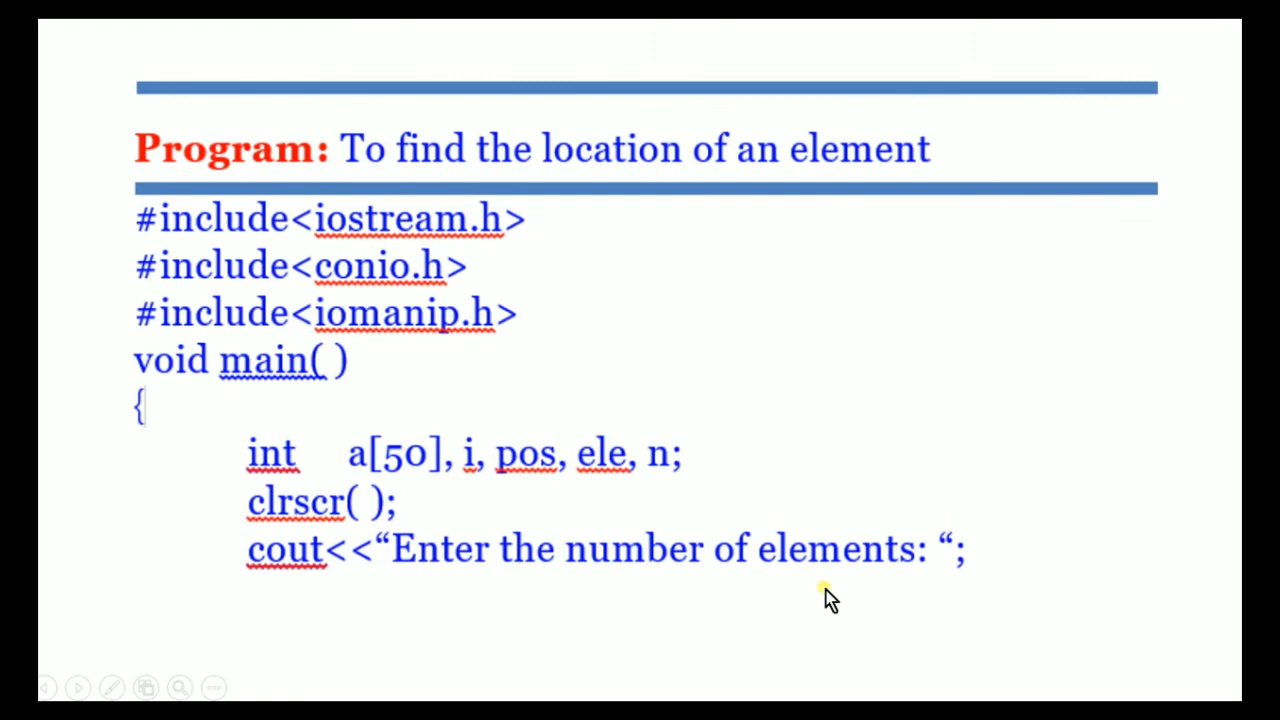 Program: To find the location of an element
#include<iostream.h>
#include<conio.h>
#include<iomanip.h>
void main( )
{
int a[50], i, pos, ele, n;
clrscr( );
cout<<“Enter the number of elements: “;